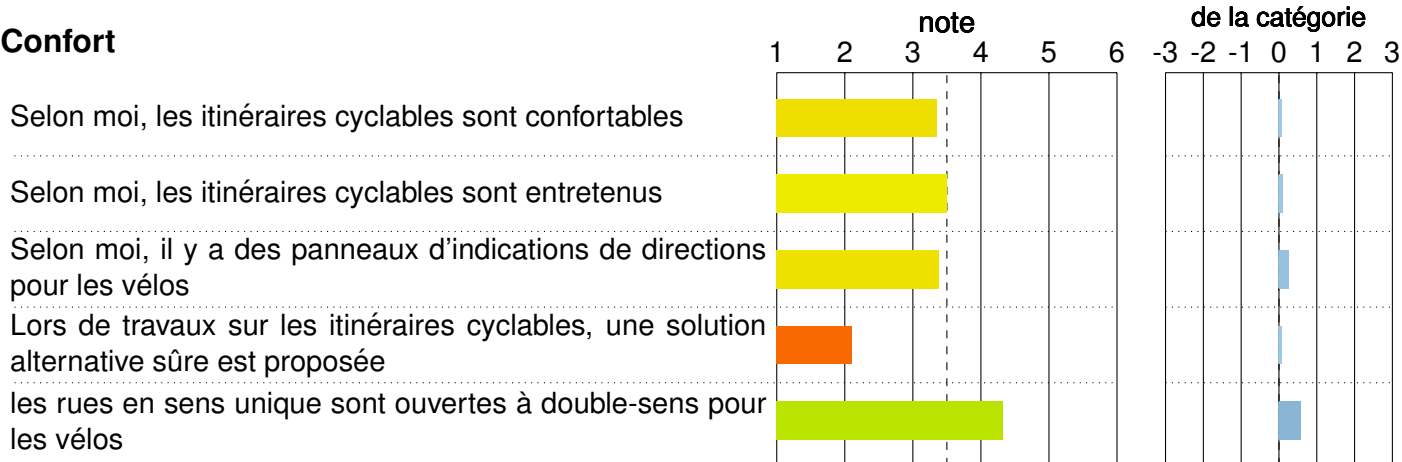 Confort
note
de la catégorie
1 2 3 4 5 6
-3 -2 -1 0 1 2 3
Selon moi, les itinéraires cyclables sont confortables
Selon moi, les itinéraires cyclables sont entretenus
Selon moi, il y a des panneaux d'indications de directions
pour les vélos
Lors de travaux sur les itinéraires cyclables, une solution
alternative sûre est proposée
les rues en sens unique sont ouvertes à double-sens pour
les vélos